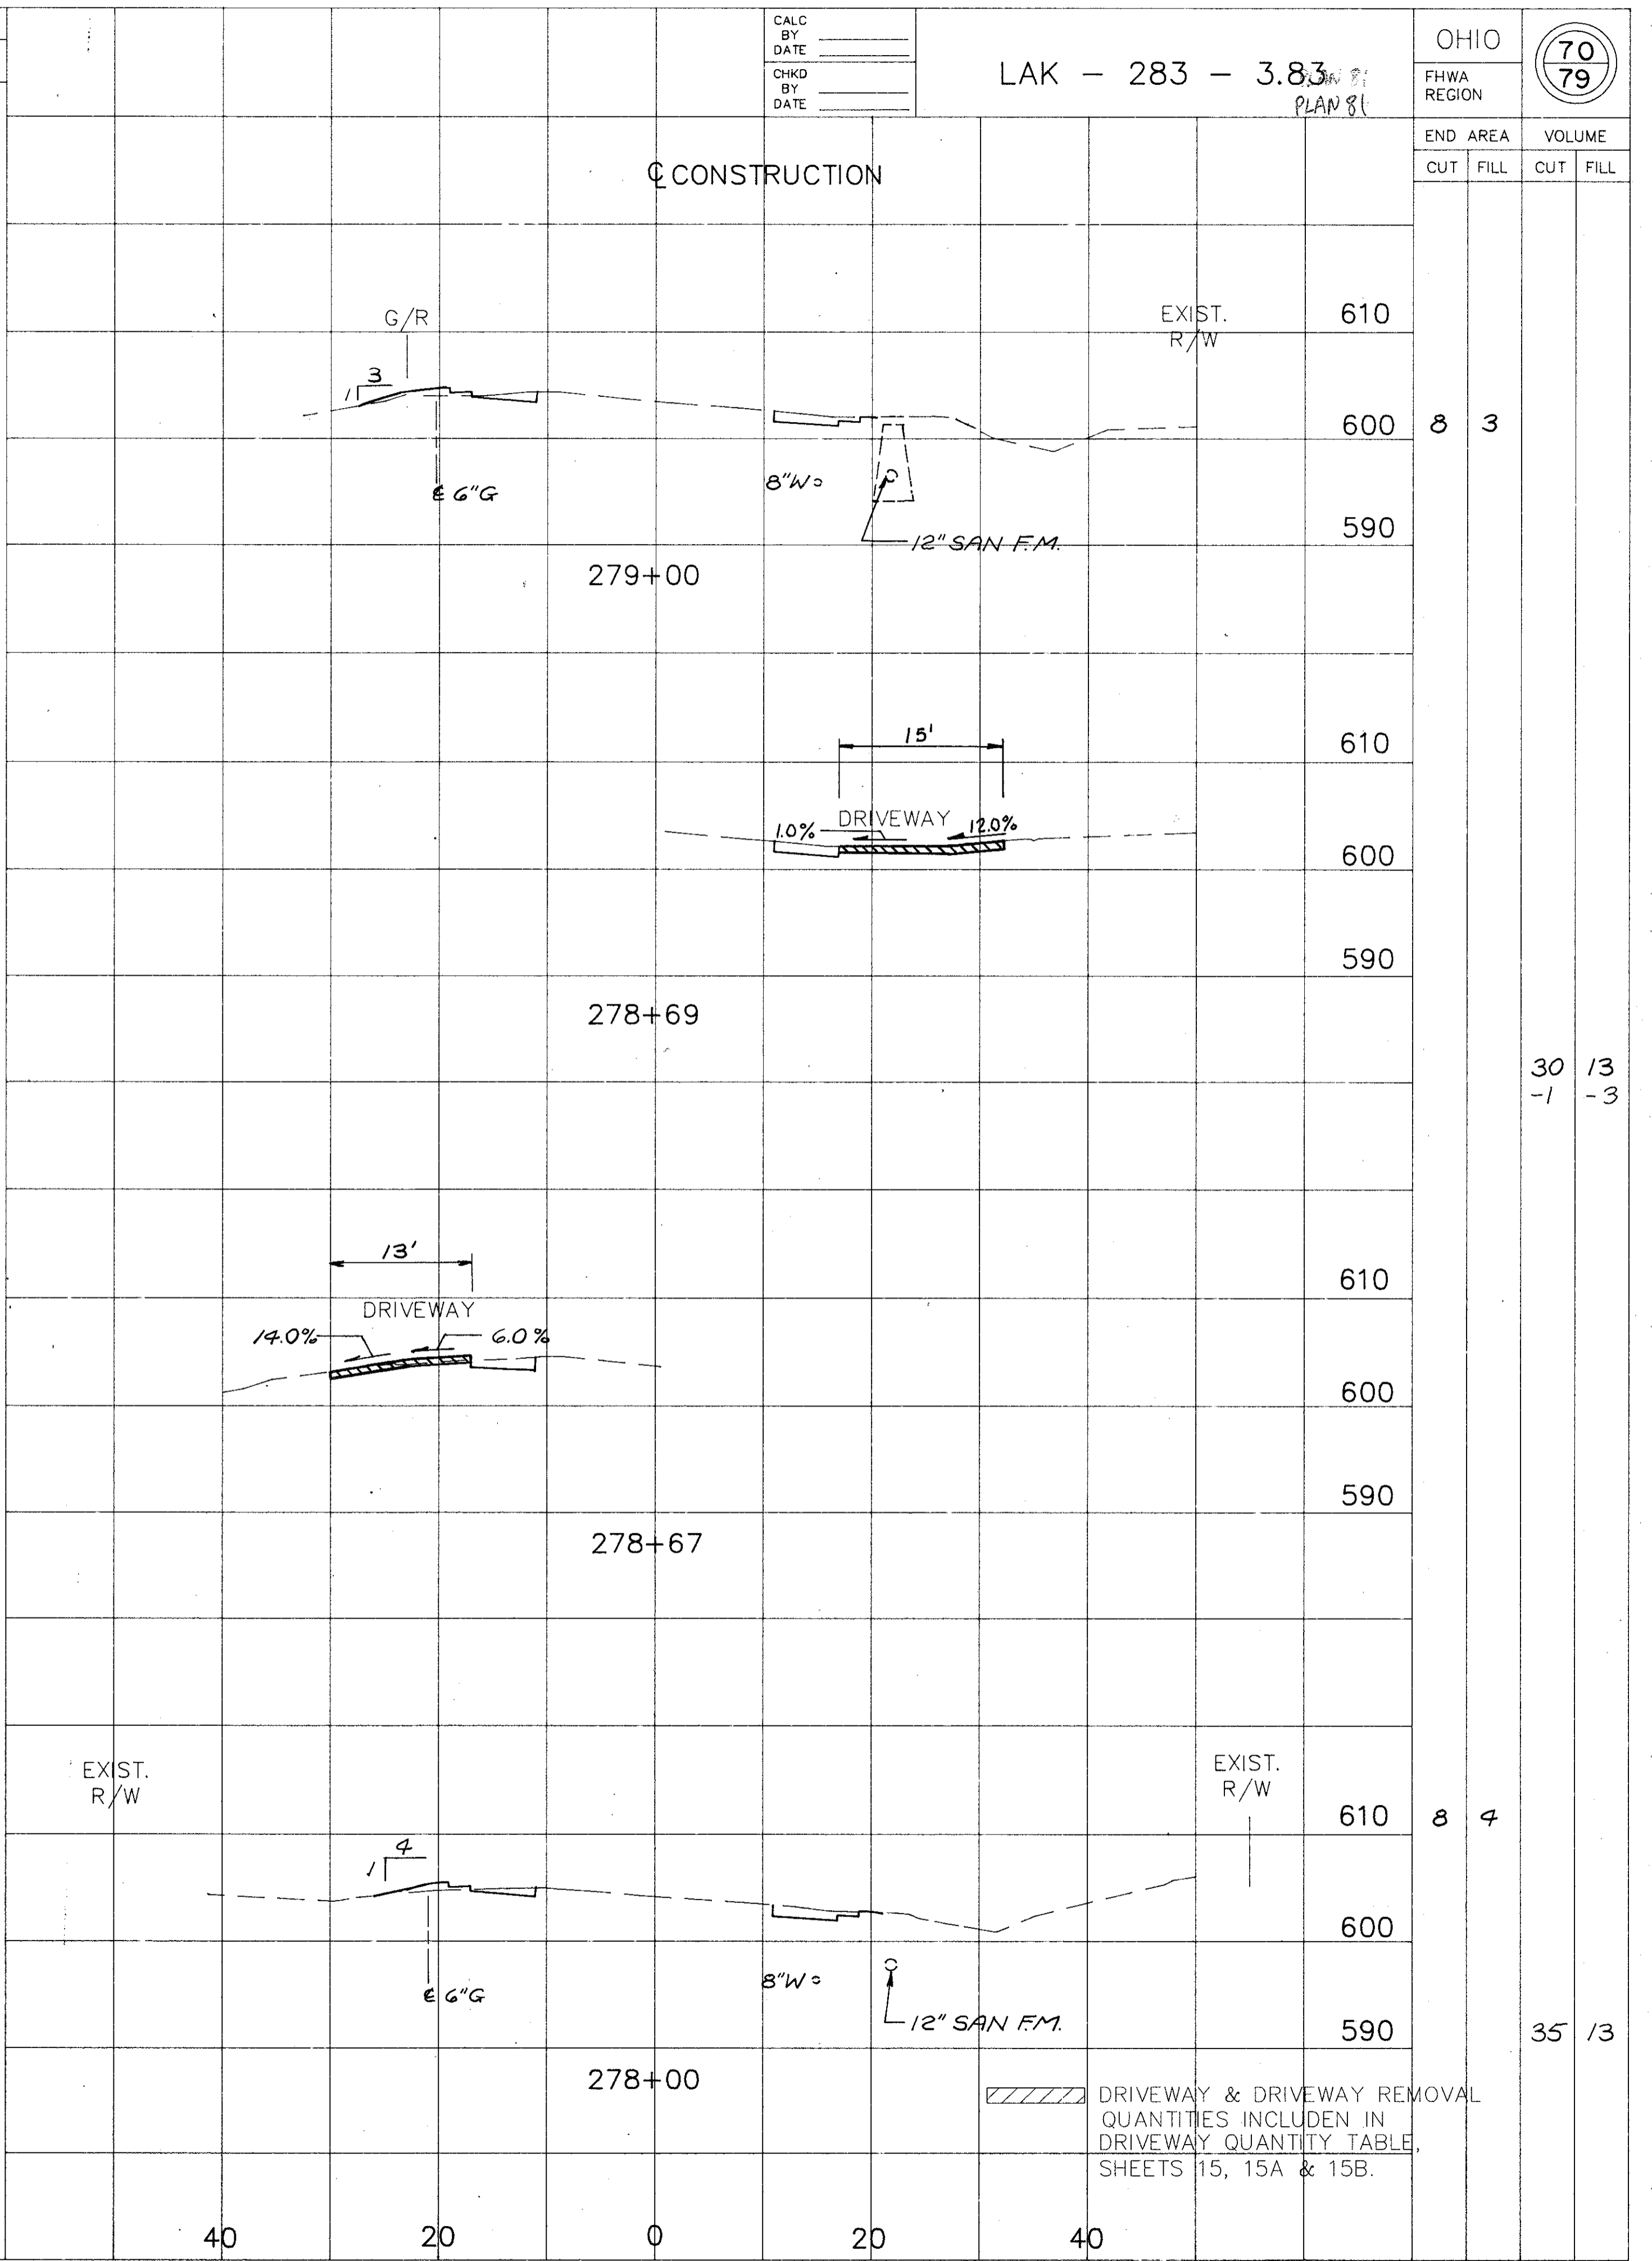 CALC
BY
DATE
CHKD
BY
DATE
LAK - 283 - 3.83
PLAN 81
OHIO
FHWA
REGION
70
79
END AREA
VOLUME
CUT FILL CUT FILL
℄ CONSTRUCTION
G/R
EXIST.
R/W
610
3
1
600
8 3
℄ 6"G
8"W
12" SAN F.M.
590
279+00
15'
610
DRIVEWAY
1.0%
12.0%
600
590
278+69
30 13
-1 -3
13'
610
DRIVEWAY
14.0%
6.0%
600
590
278+67
EXIST.
R/W
EXIST.
R/W
610
8 4
4
1
600
℄ 6"G
8"W
12" SAN F.M.
590
35 13
278+00
DRIVEWAY & DRIVEWAY REMOVAL
QUANTITIES INCLUDEN IN
DRIVEWAY QUANTITY TABLE,
SHEETS 15, 15A & 15B.
40 20 0 20 40